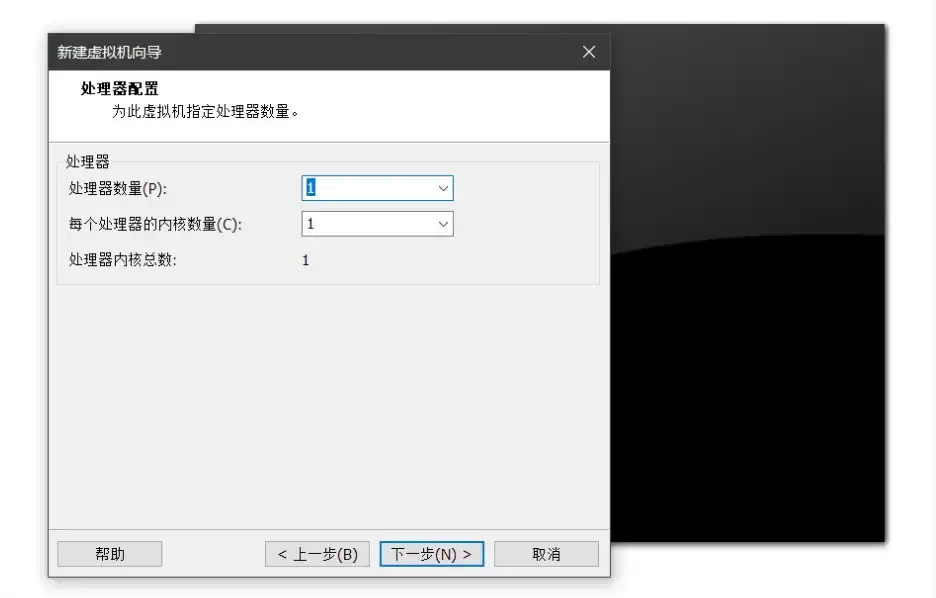 新建虚拟机向导
处理器配置
为此虚拟机指定处理器数量。
处理器
处理器数量(P): 1
每个处理器的内核数量(C): 1
处理器内核总数: 1
帮助 < 上一步(B) 下一步(N) > 取消